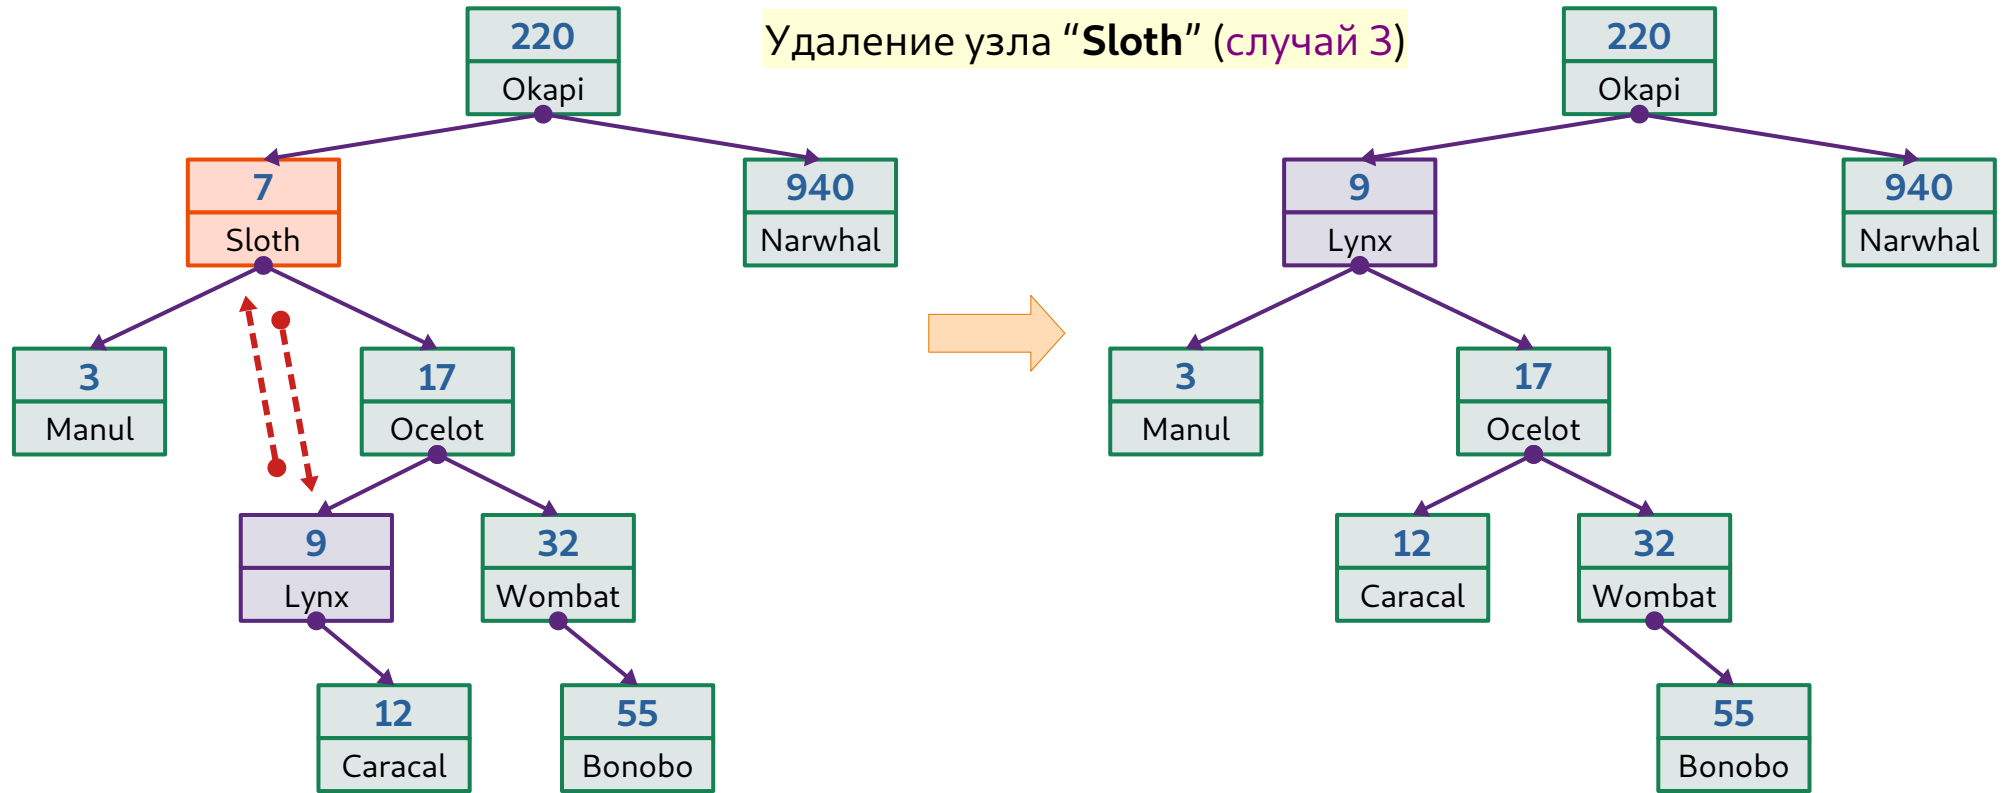 Удаление узла “Sloth” (случай 3)
220
Okapi
7
Sloth
940
Narwhal
3
Manul
17
Ocelot
9
Lynx
32
Wombat
12
Caracal
55
Bonobo
220
Okapi
9
Lynx
940
Narwhal
3
Manul
17
Ocelot
12
Caracal
32
Wombat
55
Bonobo